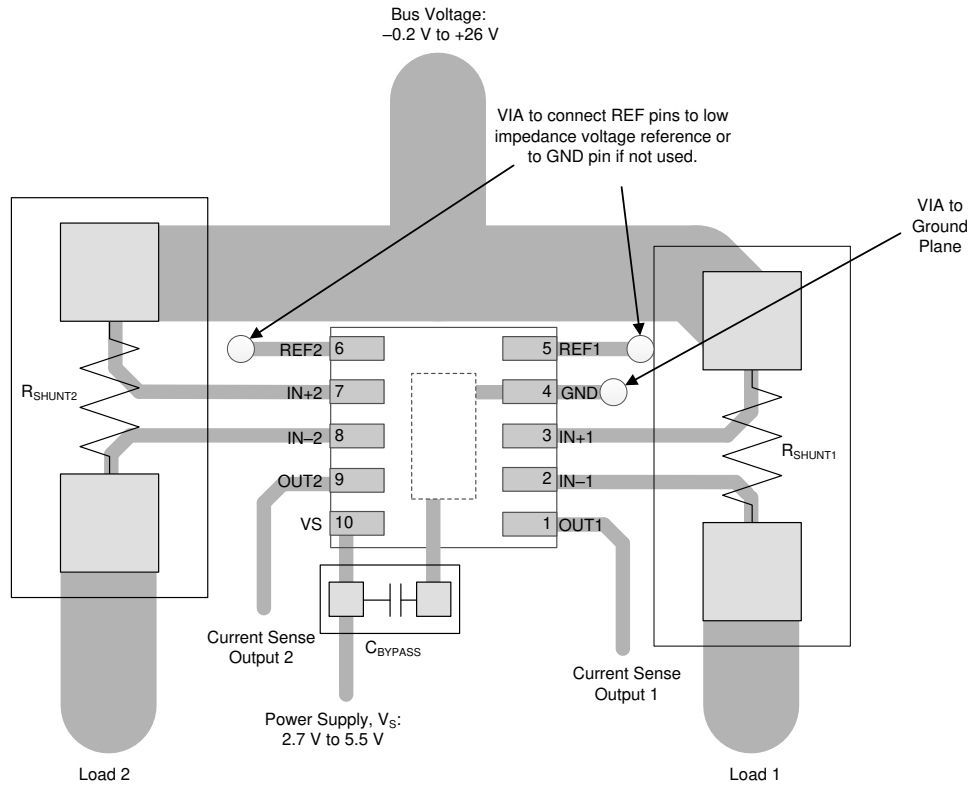 Bus Voltage:
–0.2 V to +26 V
VIA to connect REF pins to low
impedance voltage reference or
to GND pin if not used.
VIA to
Ground
Plane
REF2 6
5 REF1
IN+2 7
4 GND
RSHUNT2
IN–2 8
3 IN+1
RSHUNT1
OUT2 9
2 IN–1
VS 10
1 OUT1
CBYPASS
Current Sense
Output 2
Current Sense
Output 1
Power Supply, VS:
2.7 V to 5.5 V
Load 2
Load 1